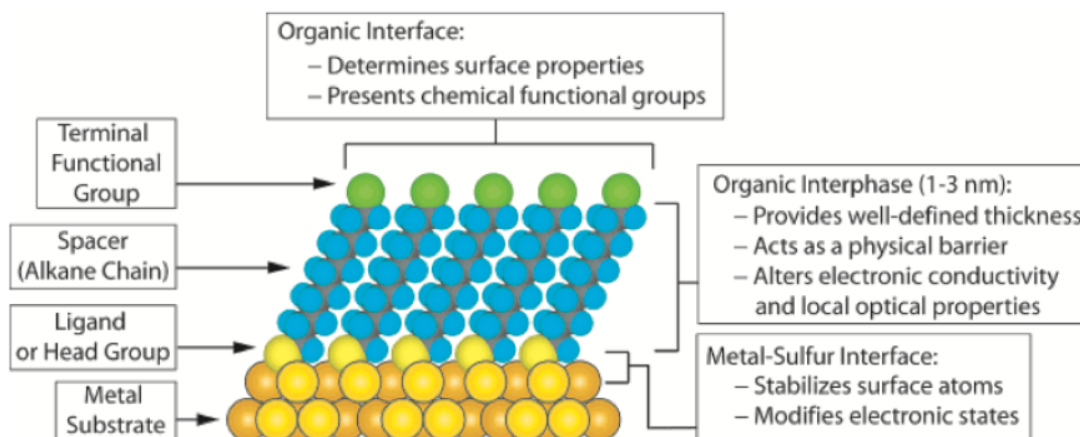 Organic Interface:
– Determines surface properties
– Presents chemical functional groups
Terminal
Functional
Group
Spacer
(Alkane Chain)
Ligand
or Head Group
Metal
Substrate
Organic Interphase (1-3 nm):
– Provides well-defined thickness
– Acts as a physical barrier
– Alters electronic conductivity
and local optical properties
Metal-Sulfur Interface:
– Stabilizes surface atoms
– Modifies electronic states